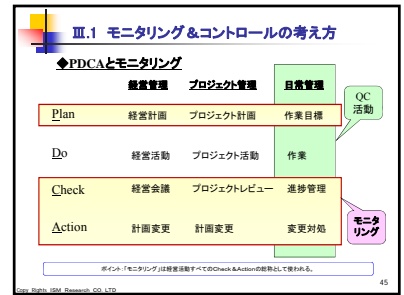 Ⅲ.1 モニタリング&コントロールの考え方
◆PDCAとモニタリング
経営管理 プロジェクト管理 日常管理
QC
活動
Plan 経営計画 プロジェクト計画 作業目標
Do 経営活動 プロジェクト活動 作業
Check 経営会議 プロジェクトレビュー 進捗管理
モニタ
リング
Action 計画変更 計画変更 変更対処
ポイント:「モニタリング」は経営活動すべてのCheck&Actionの総称として使われる。
45
Copy Rights ISM Research CO. LTD